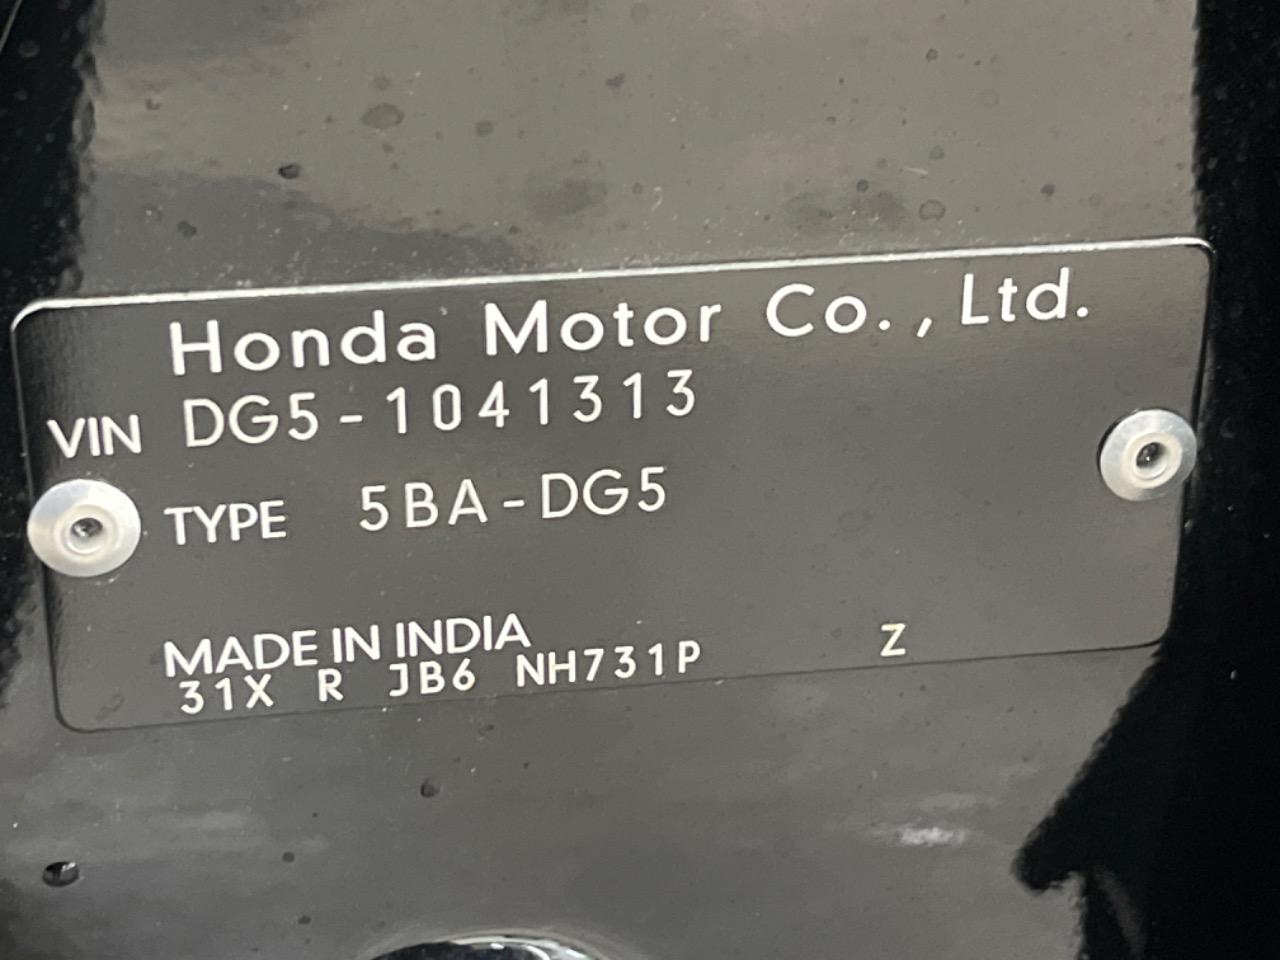 Honda Motor Co., Ltd.
VIN DG5-1041313
TYPE 5BA-DG5
MADE IN INDIA
31X R JB6 NH731P Z